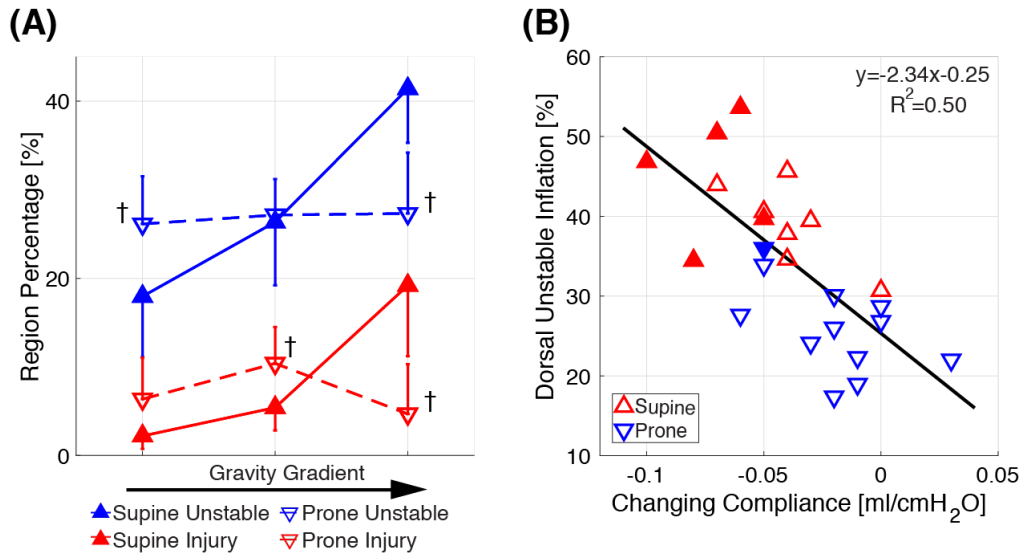 (A)
(B)
Region Percentage [%]
40
20
0
†
†
†
†
Gravity Gradient
Supine Unstable
Prone Unstable
Supine Injury
Prone Injury
Dorsal Unstable Inflation [%]
60
50
40
30
20
10
y=-2.34x-0.25
R²=0.50
Supine
Prone
-0.1
-0.05
0
0.05
Changing Compliance [ml/cmH₂O]